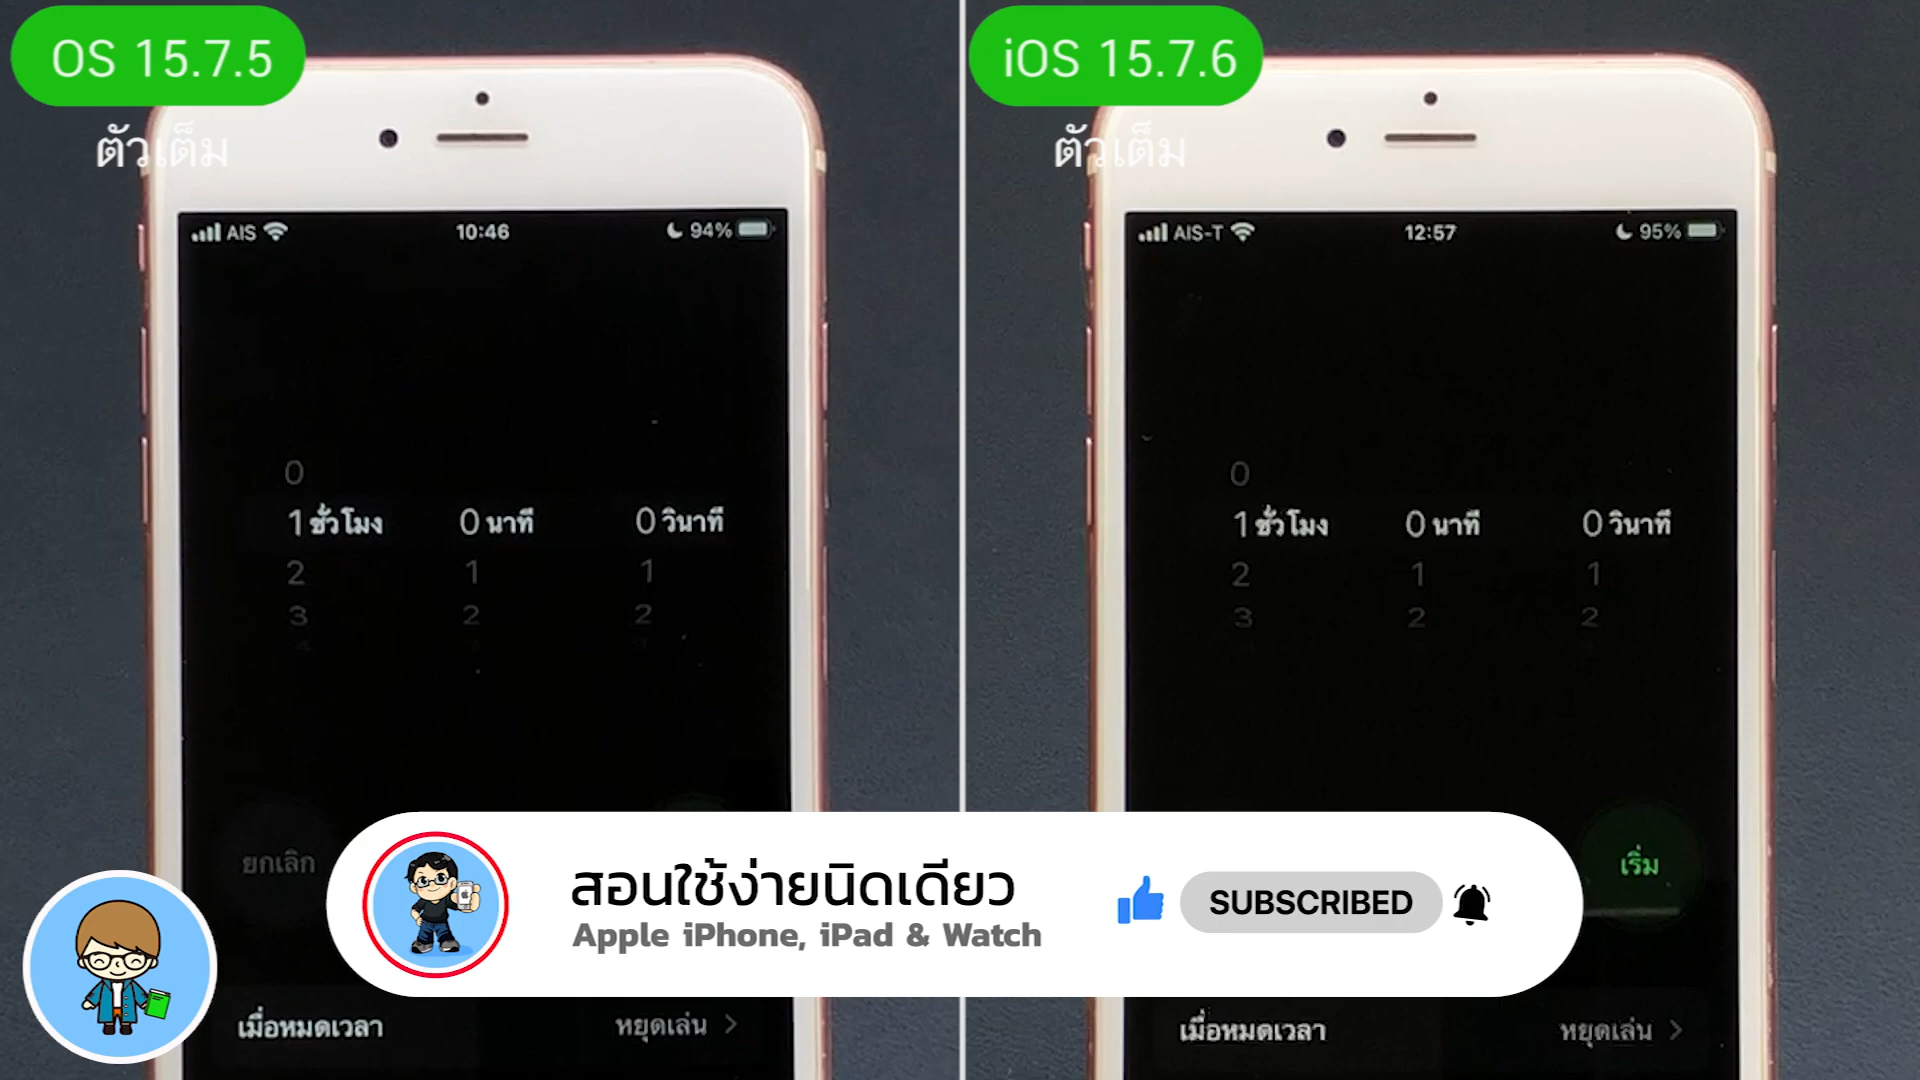 OS 15.7.5
ตัวเต็ม
AIS
10:46
94%
0
1 ชั่วโมง 0 นาที 0 วินาที
2 1 1
3 2 2
ยกเลิก
เมื่อหมดเวลา
หยุดเล่น
iOS 15.7.6
ตัวเต็ม
AIS-T
12:57
95%
0
1 ชั่วโมง 0 นาที 0 วินาที
2 1 1
3 2 2
เริ่ม
เมื่อหมดเวลา
หยุดเล่น
สอนใช้ง่ายนิดเดียว
Apple iPhone, iPad & Watch
SUBSCRIBED